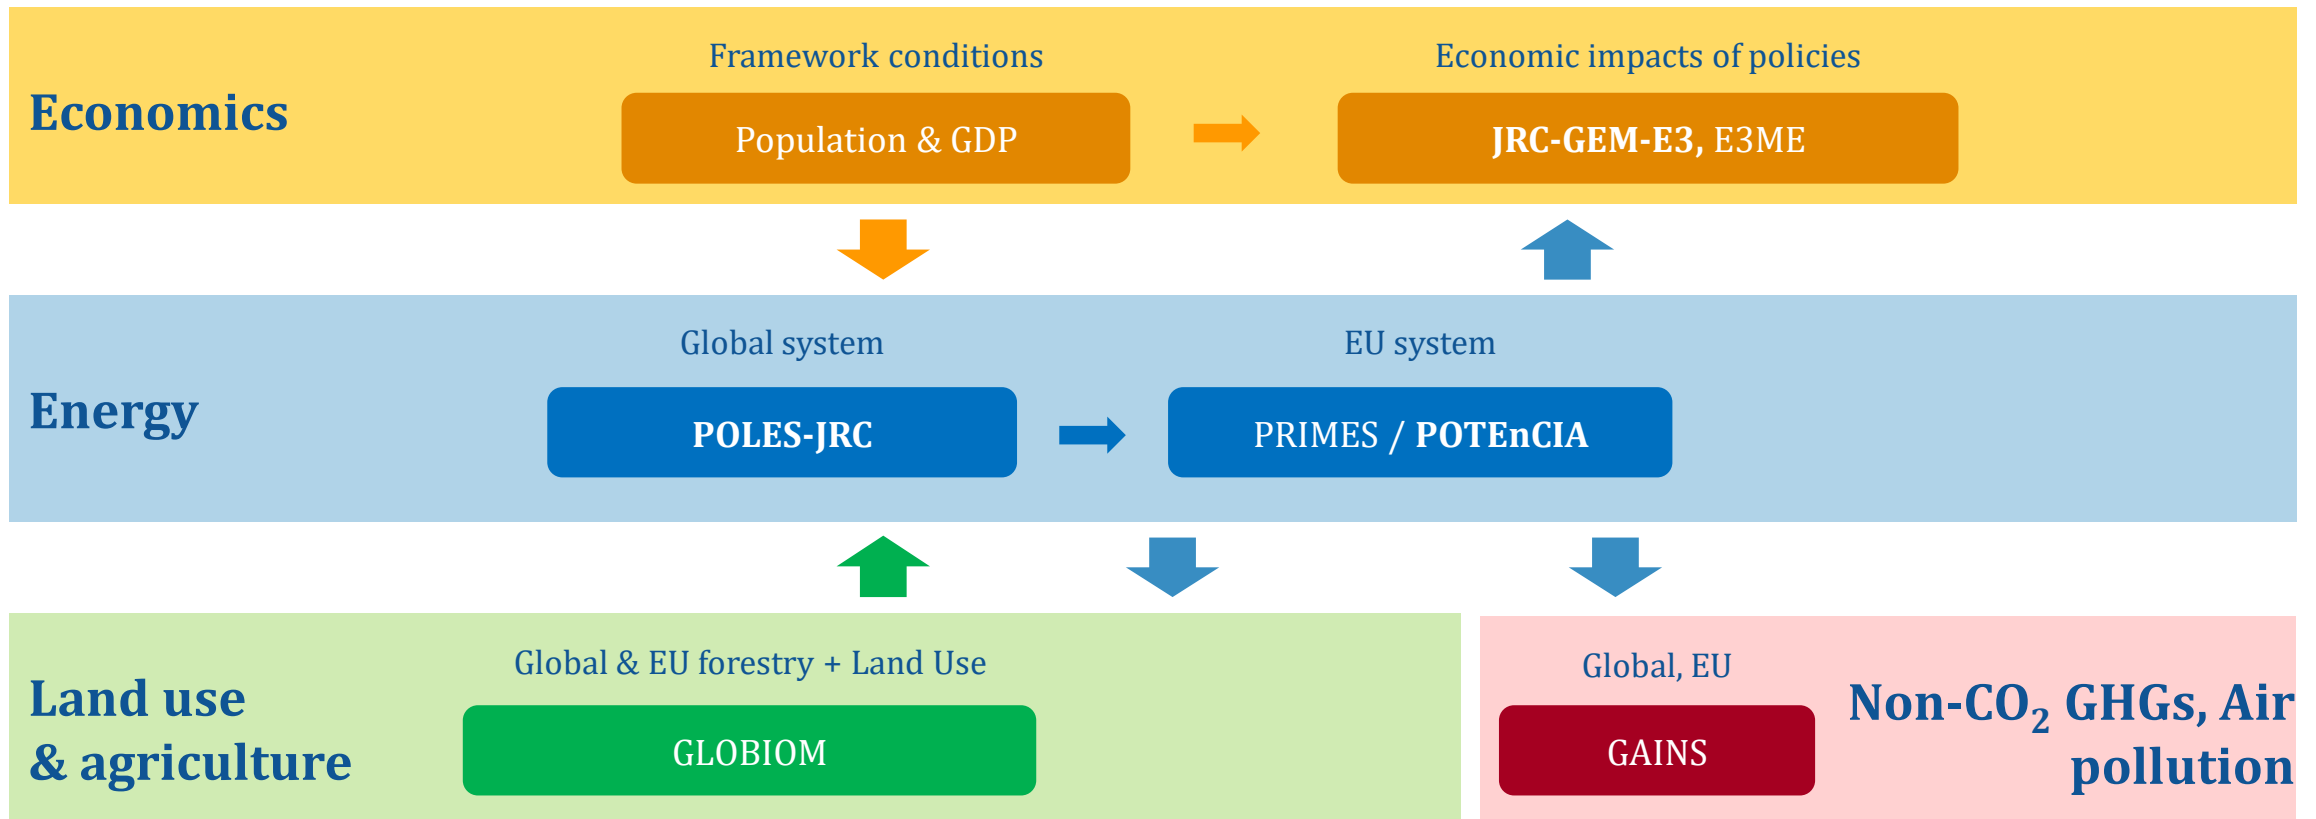 Economics
Framework conditions
Population & GDP
Economic impacts of policies
JRC-GEM-E3, E3ME
Energy
Global system
POLES-JRC
EU system
PRIMES / POTEnCIA
Land use
& agriculture
Global & EU forestry + Land Use
GLOBIOM
Global, EU
GAINS
Non-CO₂ GHGs, Air
pollution